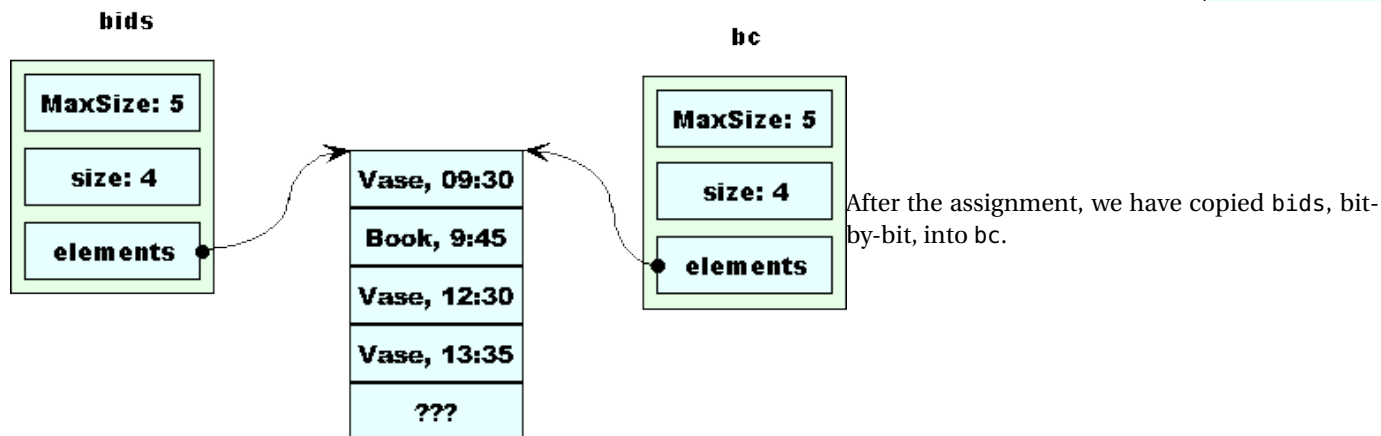 bids
MaxSize: 5
size: 4
elements
Vase, 09:30
Book, 9:45
Vase, 12:30
Vase, 13:35
???
bc
MaxSize: 5
size: 4
elements
After the assignment, we have copied bids, bit-
by-bit, into bc.